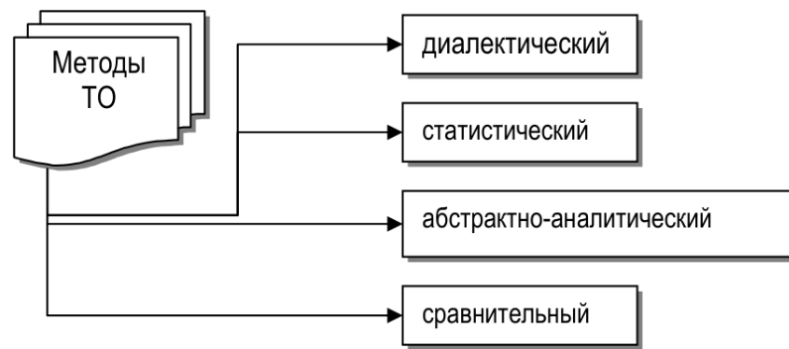 Методы
ТО
диалектический
статистический
абстрактно-аналитический
сравнительный